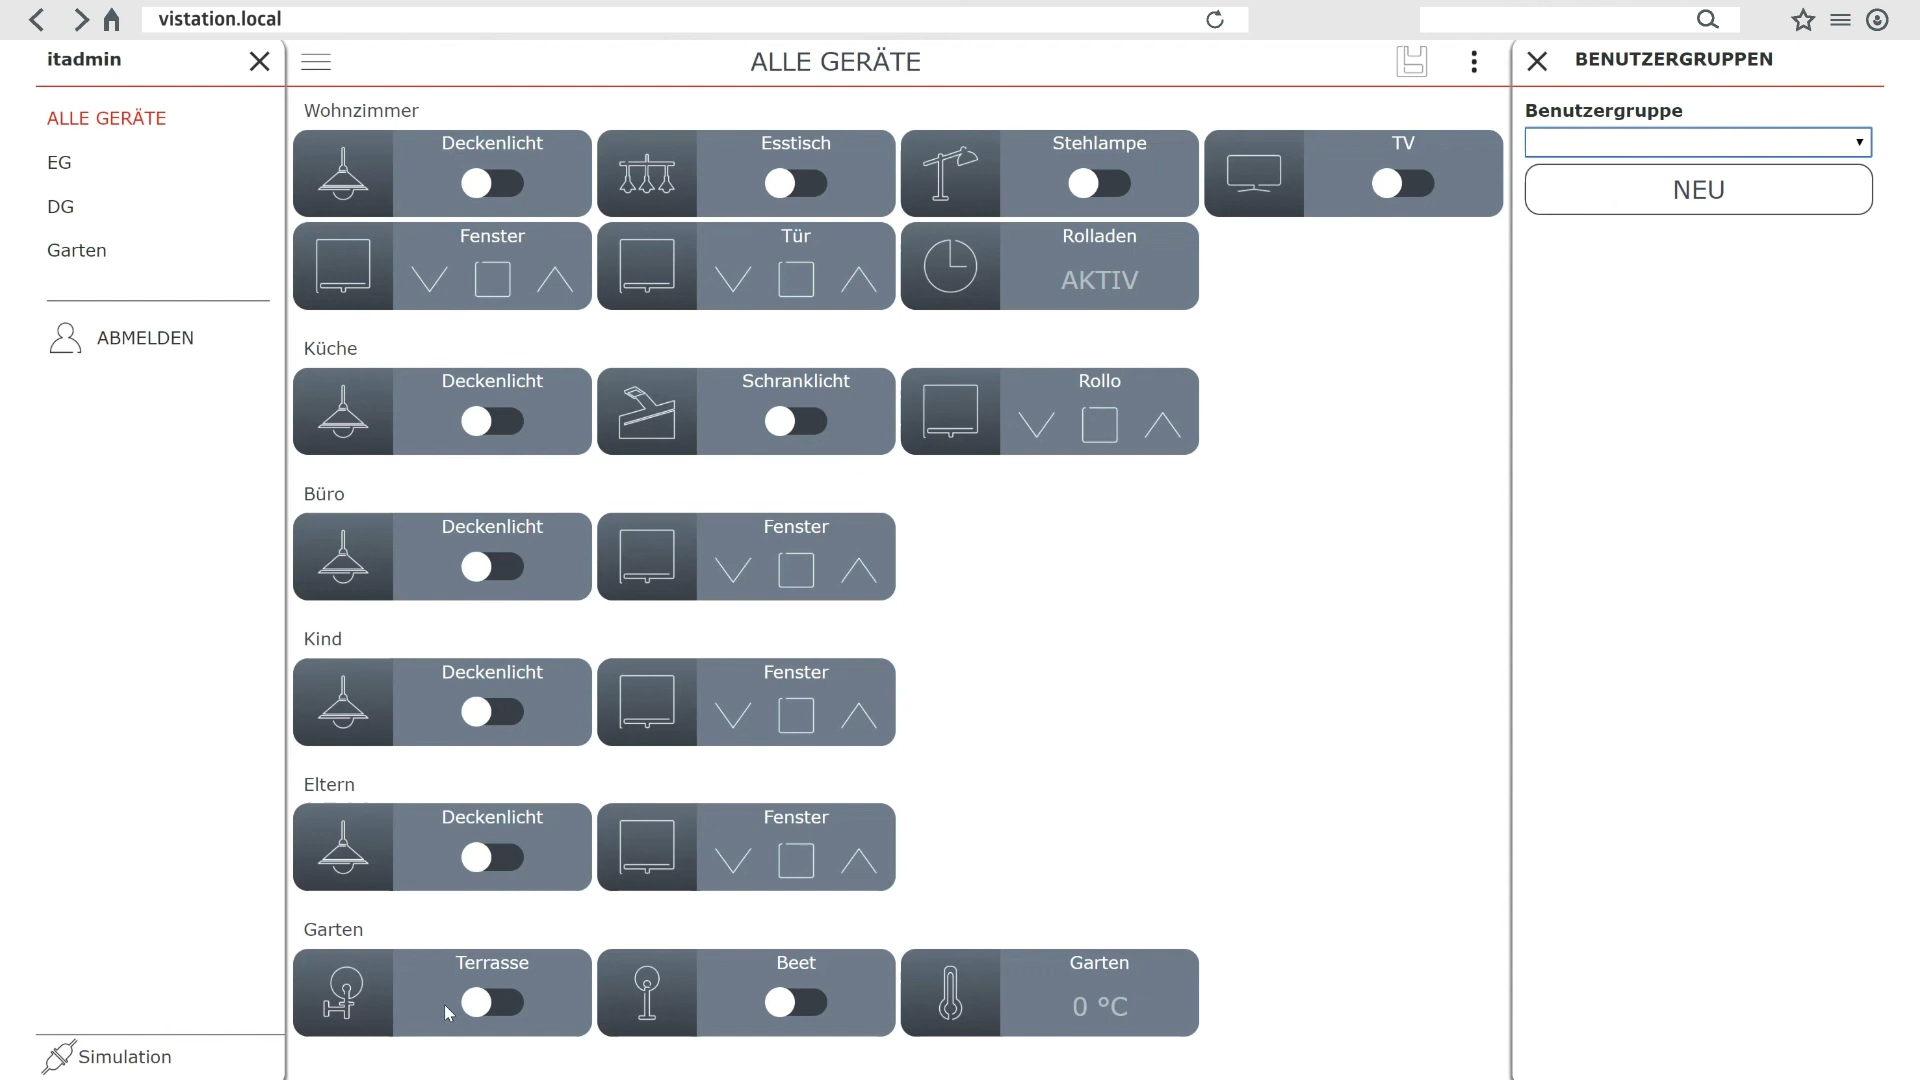 vistation.local
itadmin
ALLE GERÄTE
BENUTZERGRUPPEN
ALLE GERÄTE
EG
DG
Garten
ABMELDEN
Simulation
Wohnzimmer
Deckenlicht
Esstisch
Stehlampe
TV
Fenster
Tür
Rolladen
AKTIV
Küche
Deckenlicht
Schranklicht
Rollo
Büro
Deckenlicht
Fenster
Kind
Deckenlicht
Fenster
Eltern
Deckenlicht
Fenster
Garten
Terrasse
Beet
Garten
0 °C
Benutzergruppe
NEU